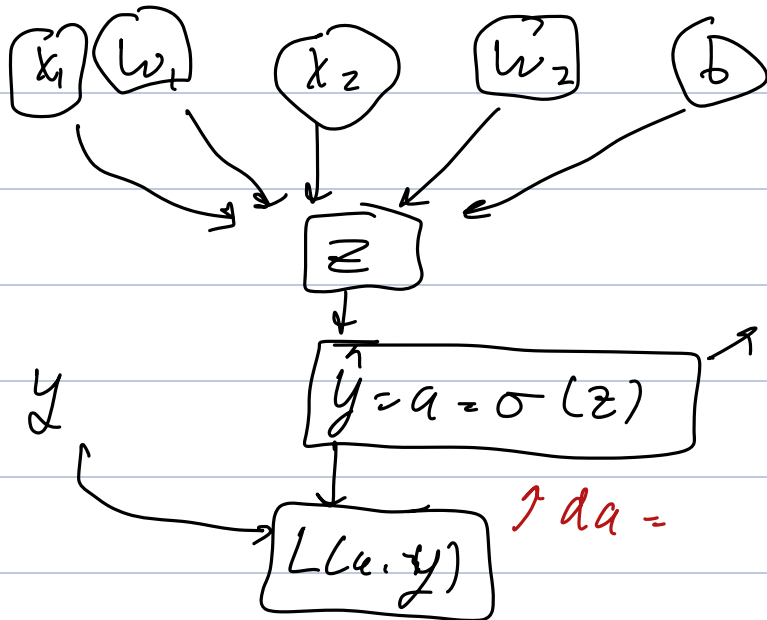 x₁ w₁ x₂ w₂ b
z
y
ŷ = a = σ(z)
da =
L(a, y)